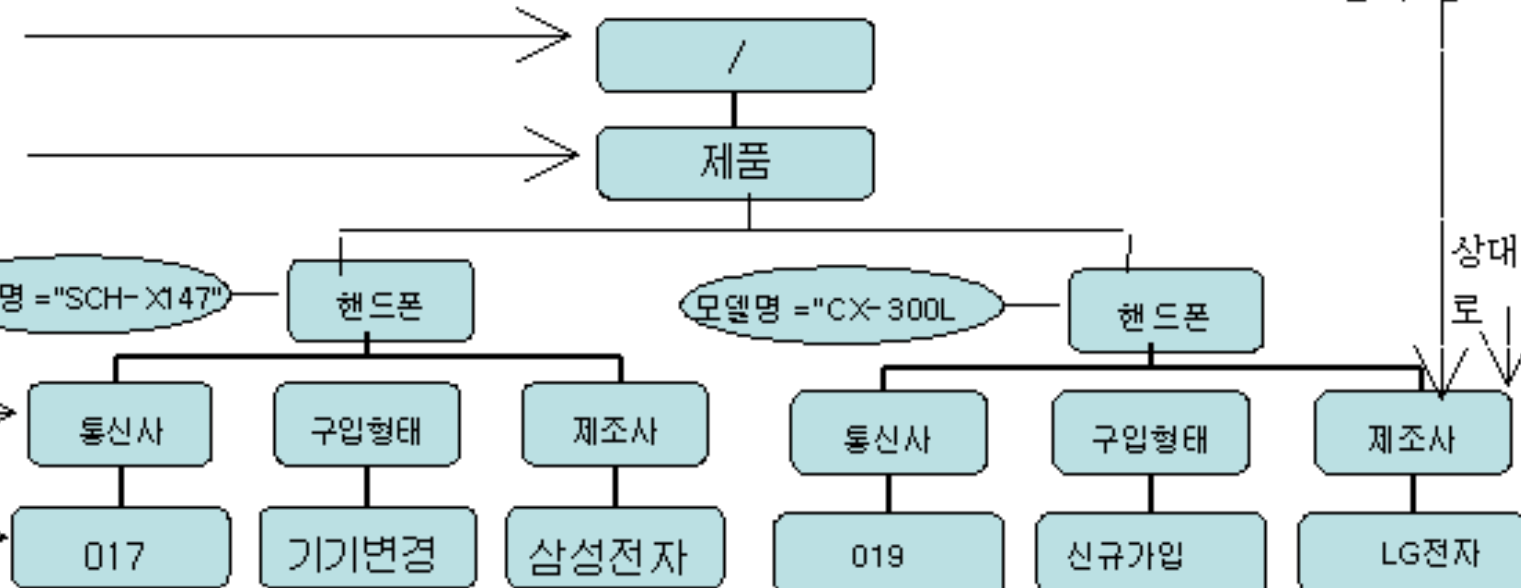 /
제품
상대
로
명 ="SCH-X147"
핸드폰
모델명 ="CX-300L
핸드폰
통신사
구입형태
제조사
통신사
구입형태
제조사
017
기기변경
삼성전자
019
신규가입
LG전자